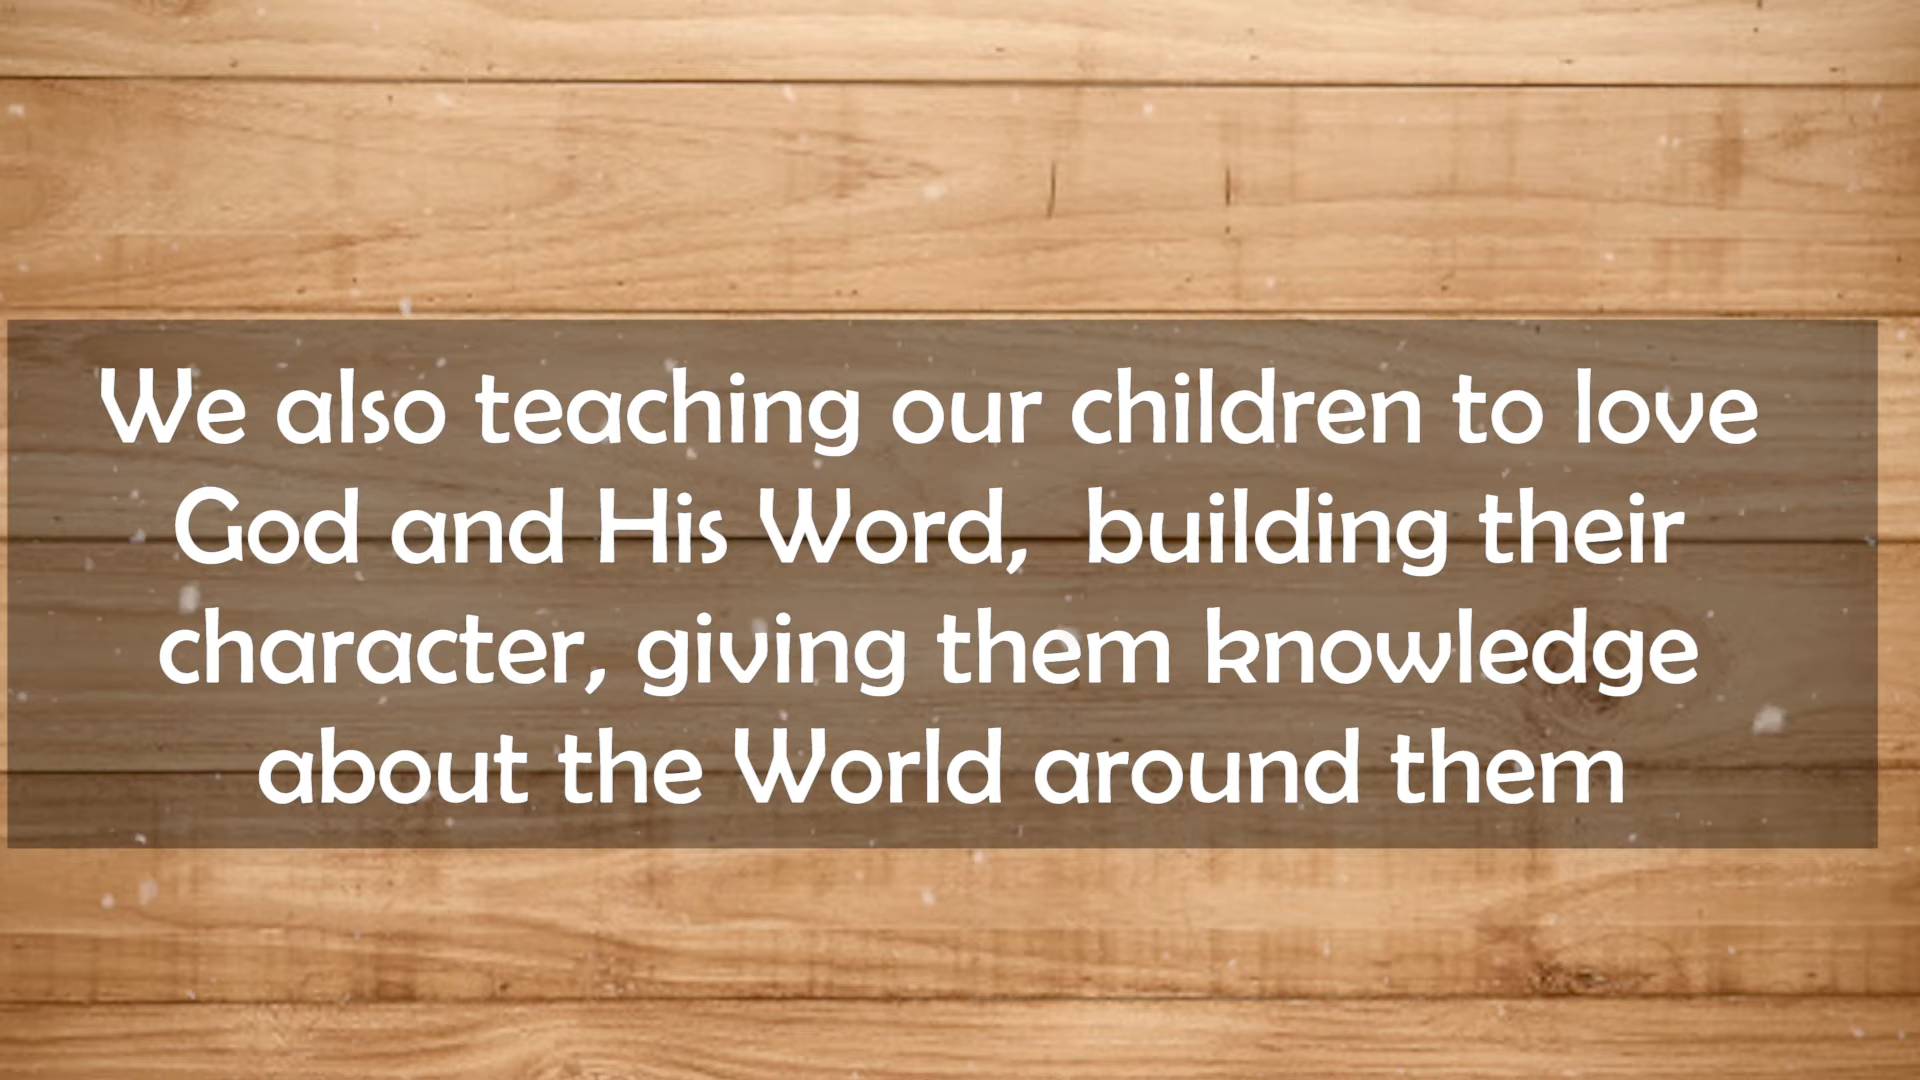 We also teaching our children to love
God and His Word,  building their
character, giving them knowledge
about the World around them